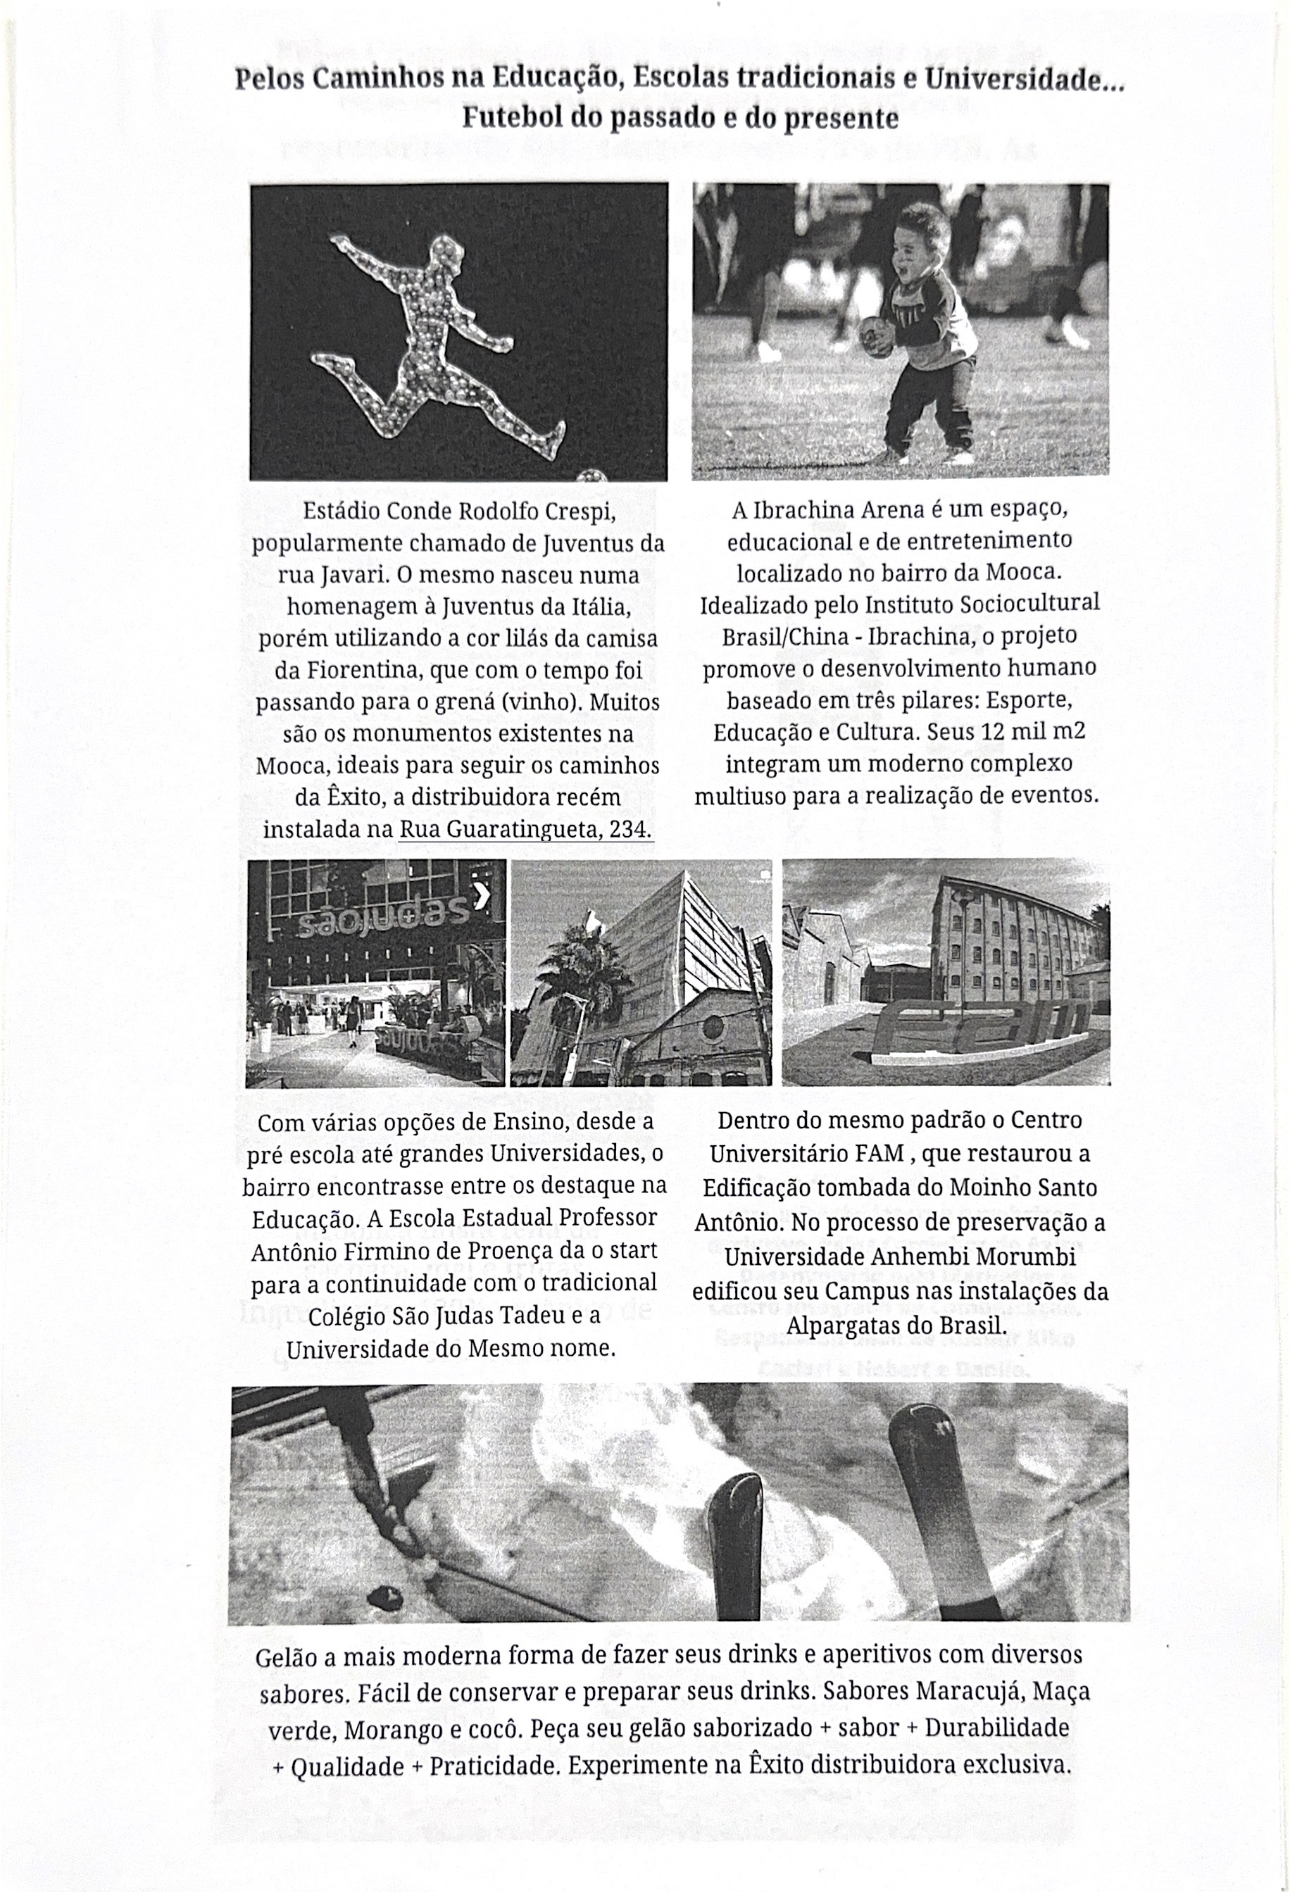 Pelos Caminhos na Educação, Escolas tradicionais e Universidade...
Futebol do passado e do presente
Estádio Conde Rodolfo Crespi,
popularmente chamado de Juventus da
rua Javari. O mesmo nasceu numa
homenagem à Juventus da Itália,
porém utilizando a cor lilás da camisa
da Fiorentina, que com o tempo foi
passando para o grená (vinho). Muitos
são os monumentos existentes na
Mooca, ideais para seguir os caminhos
da Êxito, a distribuidora recém
instalada na Rua Guaratingueta, 234.
A Ibrachina Arena é um espaço,
educacional e de entretenimento
localizado no bairro da Mooca.
Idealizado pelo Instituto Sociocultural
Brasil/China - Ibrachina, o projeto
promove o desenvolvimento humano
baseado em três pilares: Esporte,
Educação e Cultura. Seus 12 mil m2
integram um moderno complexo
multiuso para a realização de eventos.
sãojudas
sãojudas
fam
Com várias opções de Ensino, desde a
pré escola até grandes Universidades, o
bairro encontrasse entre os destaque na
Educação. A Escola Estadual Professor
Antônio Firmino de Proença da o start
para a continuidade com o tradicional
Colégio São Judas Tadeu e a
Universidade do Mesmo nome.
Dentro do mesmo padrão o Centro
Universitário FAM , que restaurou a
Edificação tombada do Moinho Santo
Antônio. No processo de preservação a
Universidade Anhembi Morumbi
edificou seu Campus nas instalações da
Alpargatas do Brasil.
Gelão a mais moderna forma de fazer seus drinks e aperitivos com diversos
sabores. Fácil de conservar e preparar seus drinks. Sabores Maracujá, Maça
verde, Morango e cocô. Peça seu gelão saborizado + sabor + Durabilidade
+ Qualidade + Praticidade. Experimente na Êxito distribuidora exclusiva.